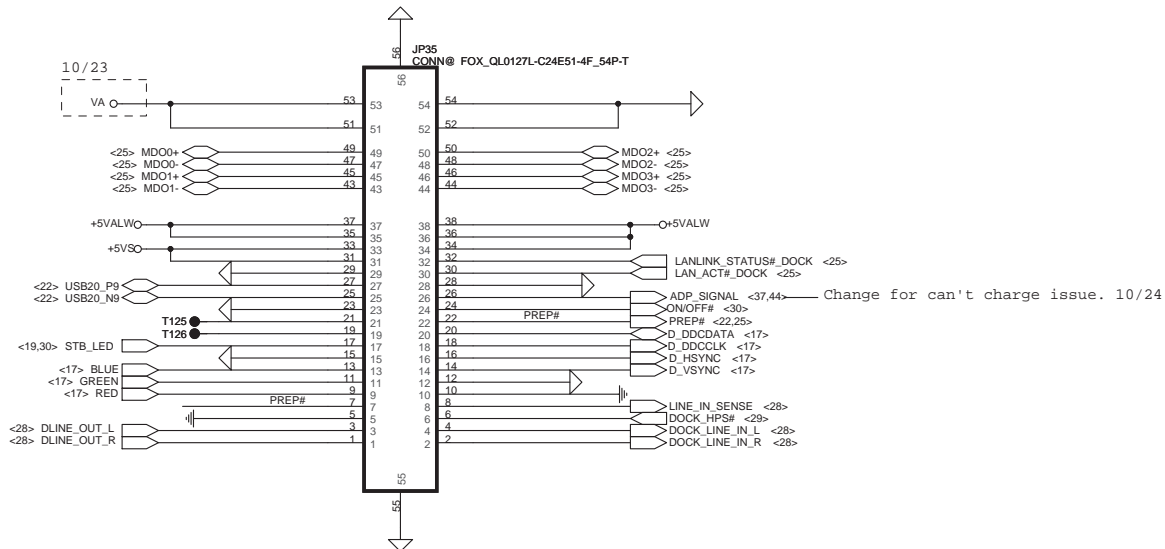 56
JP35
CONN@ FOX_QL0127L-C24E51-4F_54P-T
10/23
56
VA 53 53 54 54
51 51 52 52
<25> MDO0+ 49 49 50 50 MDO2+ <25>
<25> MDO0- 47 47 48 48 MDO2- <25>
<25> MDO1+ 45 45 46 46 MDO3+ <25>
<25> MDO1- 43 43 44 44 MDO3- <25>
+5VALW 37 37 38 38 +5VALW
35 35 36 36
+5VS 33 33 34 34
31 31 32 32 LANLINK_STATUS#_DOCK <25>
29 29 30 30 LAN_ACT#_DOCK <25>
<22> USB20_P9 27 27 28 28
<22> USB20_N9 25 25 26 26 ADP_SIGNAL <37,44> Change for can't charge issue. 10/24
23 23 24 24 ON/OFF# <30>
T125 21 21 22 22 PREP# PREP# <22,25>
T126 19 19 20 20 D_DDCDATA <17>
<19,30> STB_LED 17 17 18 18 D_DDCCLK <17>
15 15 16 16 D_HSYNC <17>
<17> BLUE 13 13 14 14 D_VSYNC <17>
<17> GREEN 11 11 12 12
<17> RED 9 9 10 10
PREP# 7 7 8 8 LINE_IN_SENSE <28>
5 5 6 6 DOCK_HPS# <29>
<28> DLINE_OUT_L 3 3 4 4 DOCK_LINE_IN_L <28>
<28> DLINE_OUT_R 1 1 2 2 DOCK_LINE_IN_R <28>
55
55